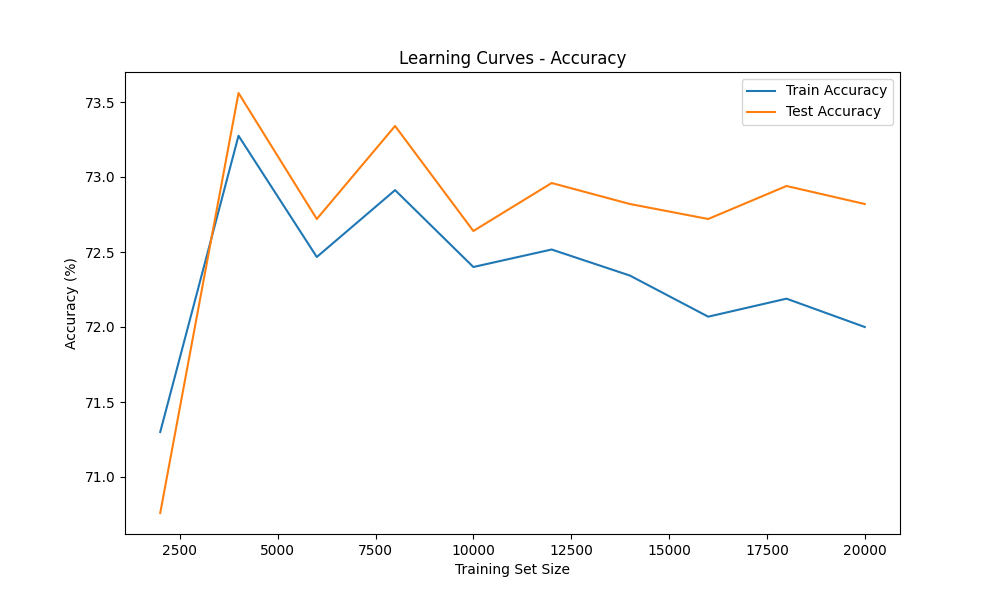 Learning Curves - Accuracy
Train Accuracy
Test Accuracy
73.5
73.0
72.5
72.0
71.5
71.0
Accuracy (%)
2500 5000 7500 10000 12500 15000 17500 20000
Training Set Size